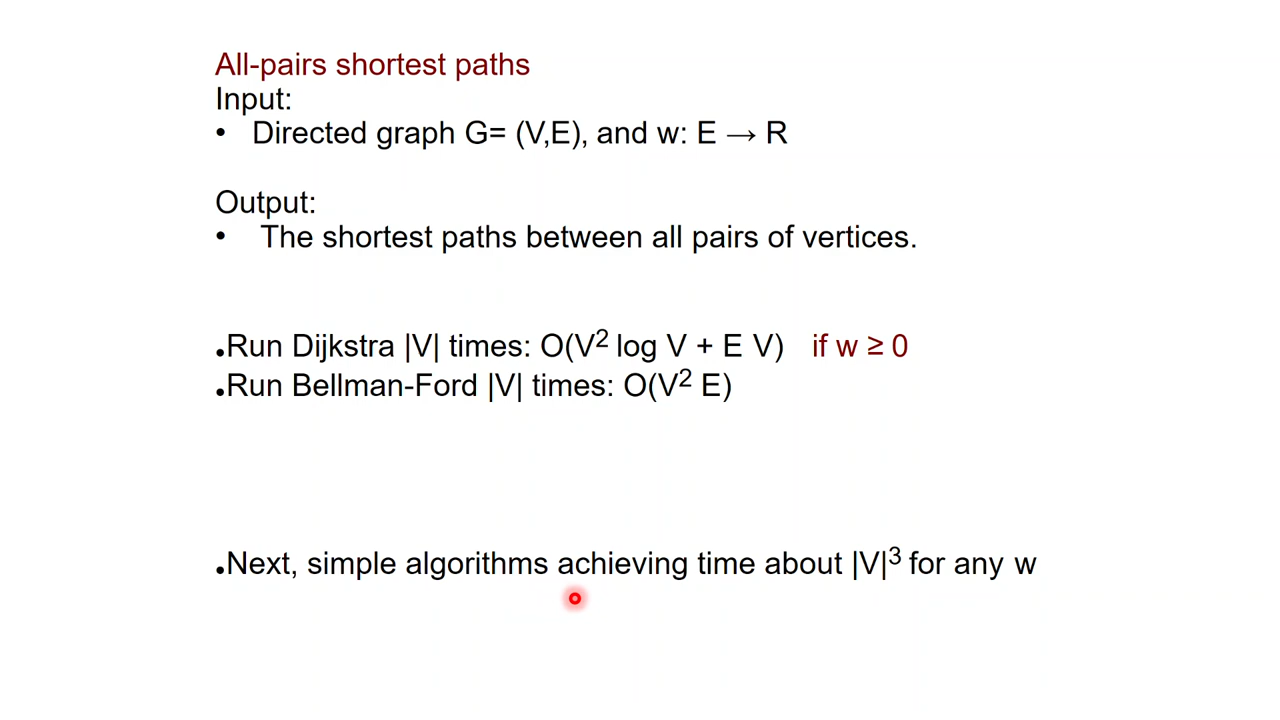 All-pairs shortest paths
Input:
• Directed graph G= (V,E), and w: E → R
Output:
• The shortest paths between all pairs of vertices.
•Run Dijkstra |V| times: O(V² log V + E V) if w ≥ 0
•Run Bellman-Ford |V| times: O(V² E)
•Next, simple algorithms achieving time about |V|³ for any w